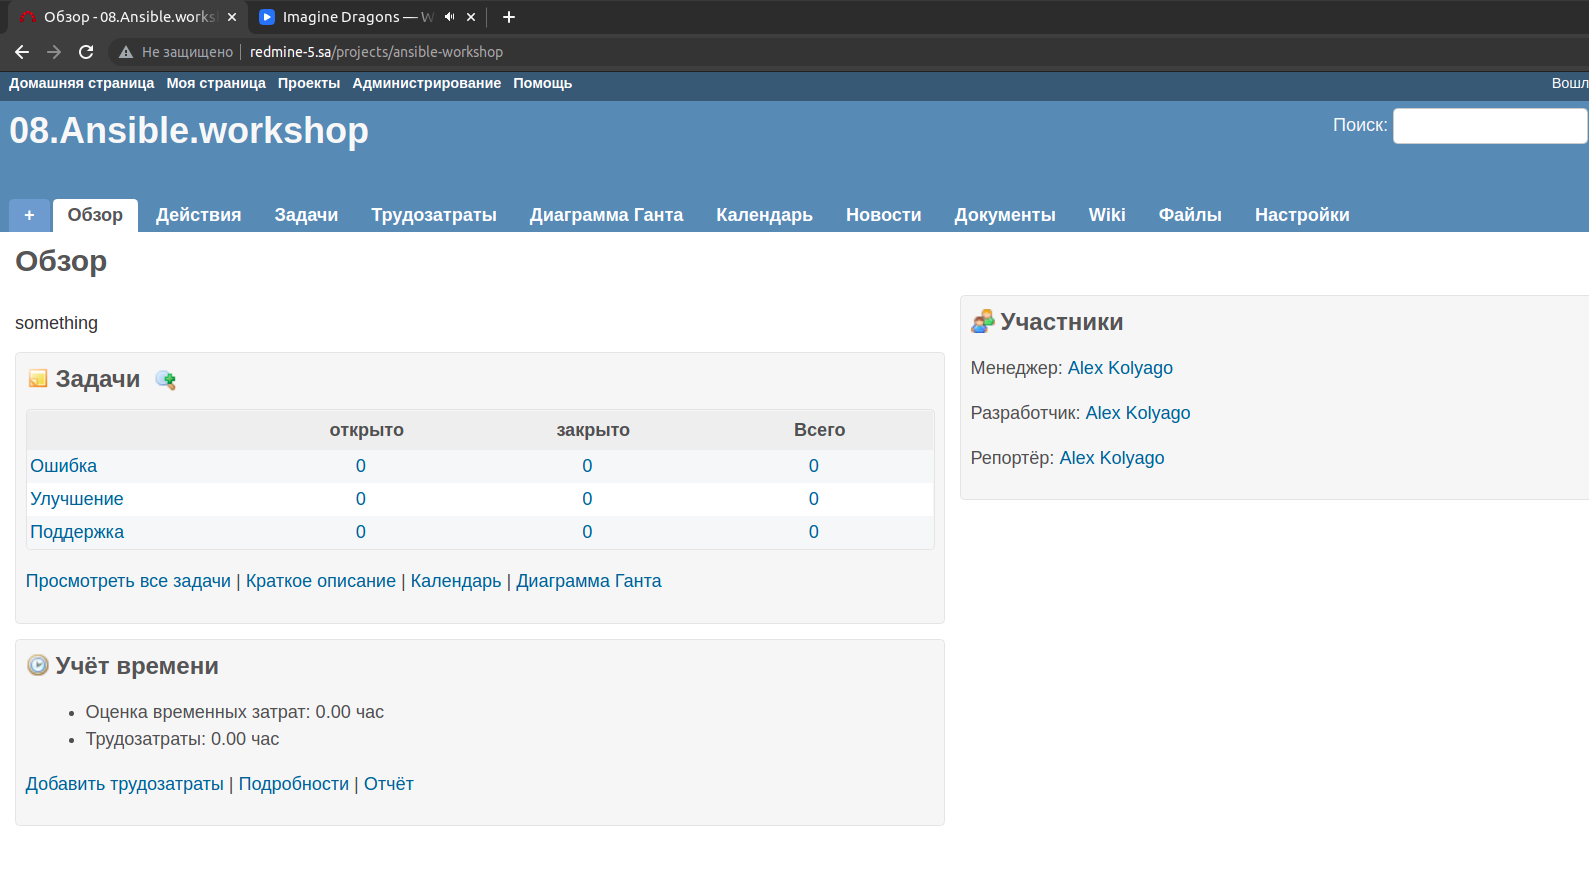 Обзор - 08.Ansible.works
Imagine Dragons — W
Не защищено
redmine-5.sa/projects/ansible-workshop
Домашняя страница Моя страница Проекты Администрирование Помощь
Вошл
08.Ansible.workshop
Поиск:
+ Обзор Действия Задачи Трудозатраты Диаграмма Ганта Календарь Новости Документы Wiki Файлы Настройки
Обзор
something
Задачи
открыто закрыто Всего
Ошибка 0 0 0
Улучшение 0 0 0
Поддержка 0 0 0
Просмотреть все задачи | Краткое описание | Календарь | Диаграмма Ганта
Учёт времени
• Оценка временных затрат: 0.00 час
• Трудозатраты: 0.00 час
Добавить трудозатраты | Подробности | Отчёт
Участники
Менеджер: Alex Kolyago
Разработчик: Alex Kolyago
Репортёр: Alex Kolyago